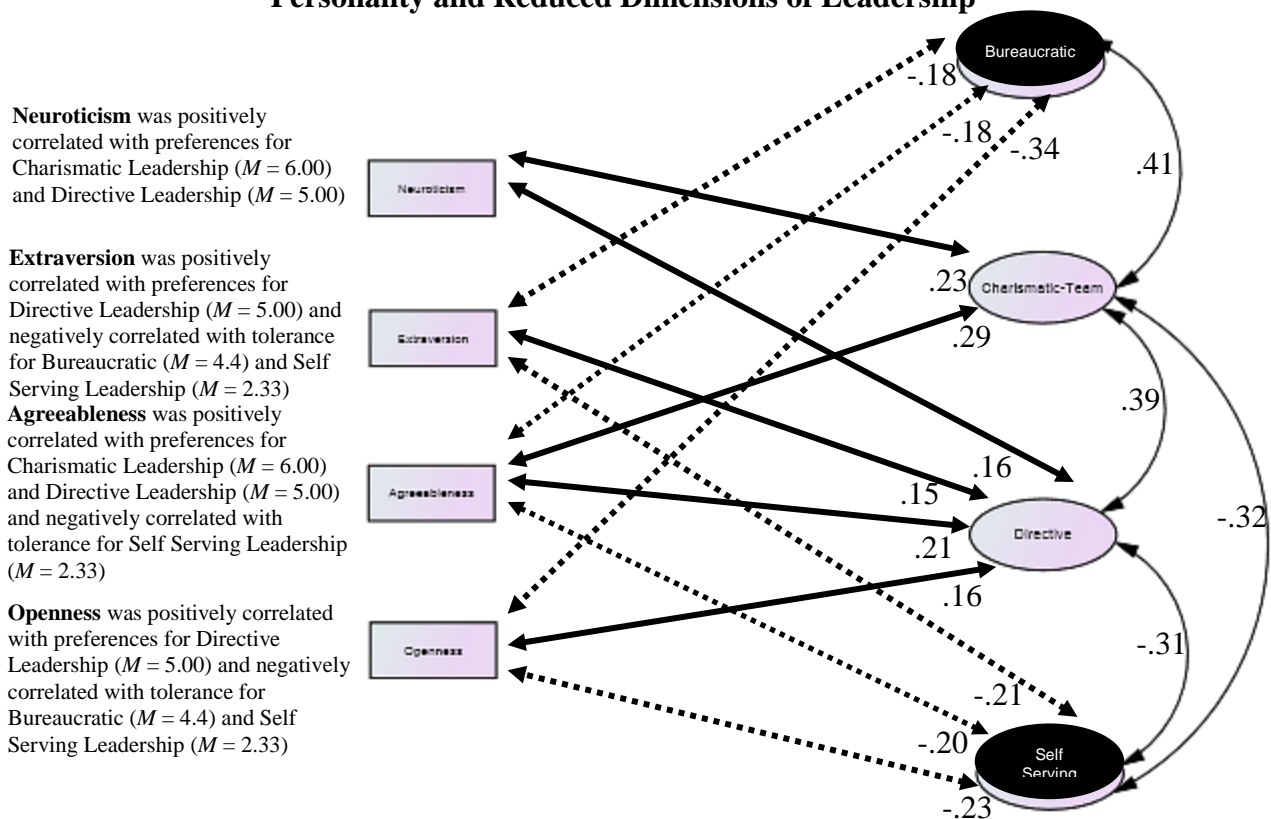 Personality and Reduced Dimensions of Leadership
Neuroticism was positively
correlated with preferences for
Charismatic Leadership (M = 6.00)
and Directive Leadership (M = 5.00)
Extraversion was positively
correlated with preferences for
Directive Leadership (M = 5.00) and
negatively correlated with tolerance
for Bureaucratic (M = 4.4) and Self
Serving Leadership (M = 2.33)
Agreeableness was positively
correlated with preferences for
Charismatic Leadership (M = 6.00)
and Directive Leadership (M = 5.00)
and negatively correlated with
tolerance for Self Serving Leadership
(M = 2.33)
Openness was positively correlated
with preferences for Directive
Leadership (M = 5.00) and negatively
correlated with tolerance for
Bureaucratic (M = 4.4) and Self
Serving Leadership (M = 2.33)
Neuroticism
Extraversion
Agreeableness
Openness
Bureaucratic
-.18
-.18
-.34
.41
Charismatic-Team
.23
.29
.39
.16
.15
Directive
.21
.16
-.32
-.31
-.21
-.20
Self
Serving
-.23